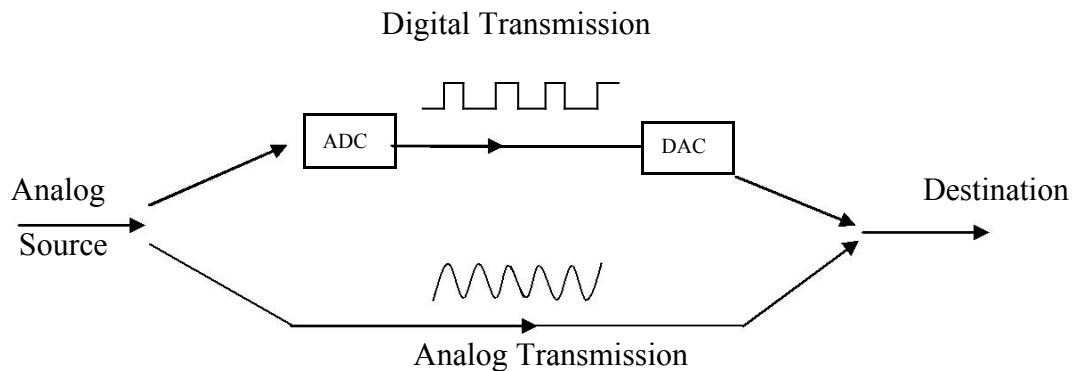 Digital Transmission
ADC
DAC
Analog
Source
Destination
Analog Transmission